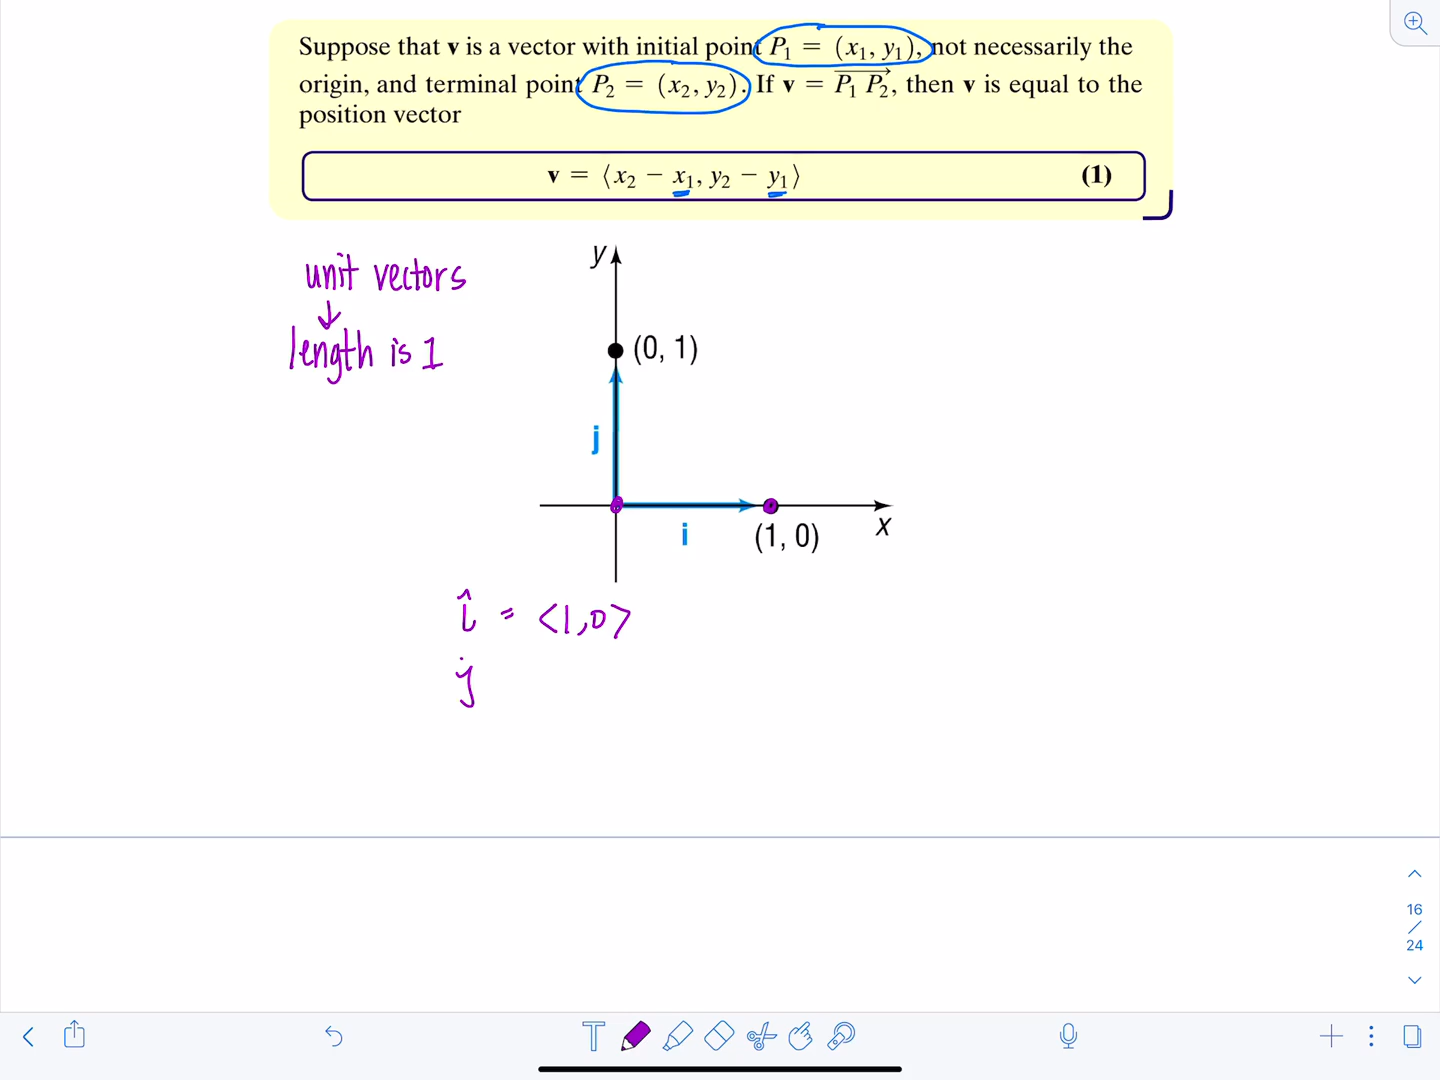 Suppose that v is a vector with initial point P₁ = (x₁, y₁), not necessarily the
origin, and terminal point P₂ = (x₂, y₂). If v = P₁P₂, then v is equal to the
position vector
v = ⟨x₂ − x₁, y₂ − y₁⟩ (1)
unit vectors
↓
length is 1
y
(0, 1)
j
i
(1, 0)
x
î = <1,0>
j
16
/
24
T